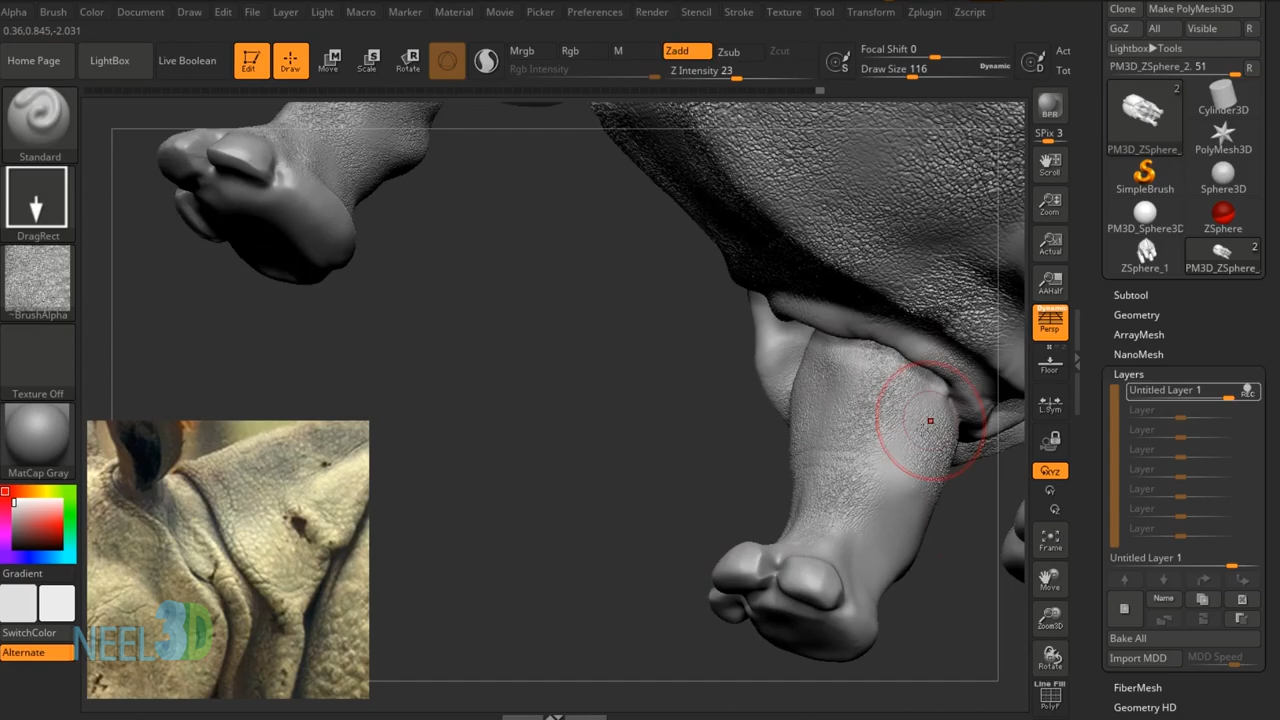 Alpha Brush Color Document Draw Edit File Layer Light Macro Marker Material Movie Picker Preferences Render Stencil Stroke Texture Tool Transform Zplugin Zscript
0.36,0.845,-2.031
Home Page LightBox Live Boolean Edit Draw Move Scale Rotate
Mrgb Rgb M Zadd Zsub Zcut
Rgb Intensity Z Intensity 23
Focal Shift 0
Draw Size 116 Dynamic
S
D
Act
Tot
Standard
DragRect
~BrushAlpha
Texture Off
MatCap Gray
Gradient
SwitchColor
Alternate
NEEL3D
BPR
SPix 3
Scroll
Zoom
Actual
AAHalf
Dynamic
Persp
Floor
L.Sym
XYZ
Frame
Move
Zoom3D
Rotate
Line Fill
PolyF
Clone Make PolyMesh3D
GoZ All Visible R
Lightbox▶Tools
PM3D_ZSphere_2. 51 R
2
PM3D_ZSphere_ Cylinder3D
PolyMesh3D
SimpleBrush Sphere3D
PM3D_Sphere3D ZSphere
2
ZSphere_1 PM3D_ZSphere_
Subtool
Geometry
ArrayMesh
NanoMesh
Layers
Untitled Layer 1 REC
Layer
Layer
Layer
Layer
Layer
Layer
Layer
Untitled Layer 1
Name
Bake All
Import MDD MDD Speed
FiberMesh
Geometry HD